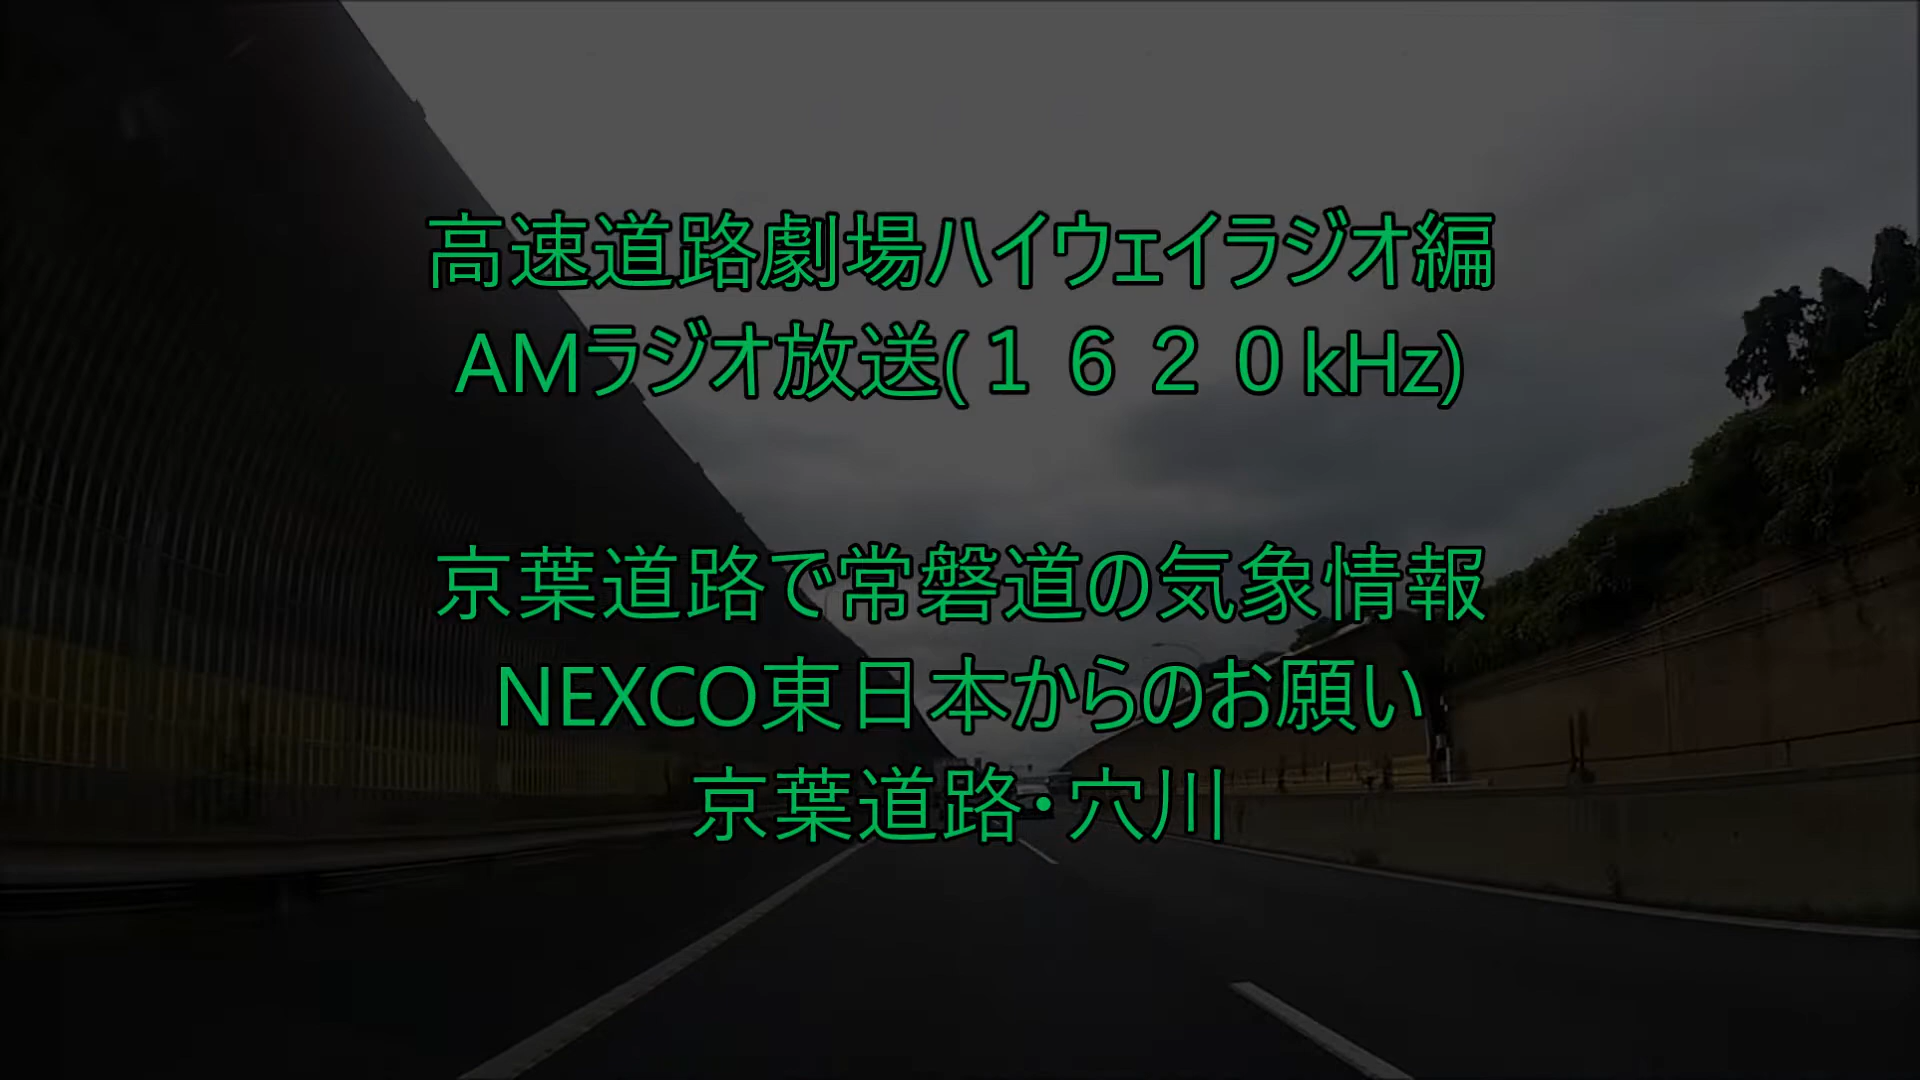 高速道路劇場ハイウェイラジオ編
AMラジオ放送(１６２０kHz)
京葉道路で常磐道の気象情報
NEXCO東日本からのお願い
京葉道路・穴川